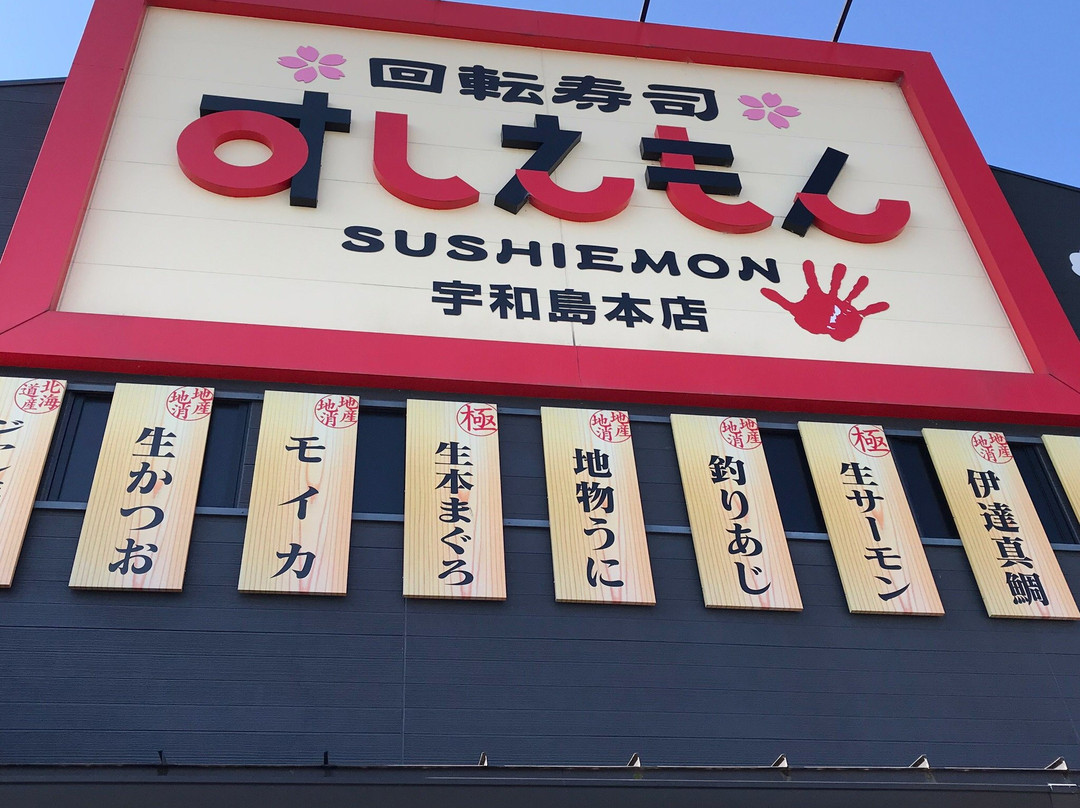 回転寿司
すしえもん
SUSHIEMON
宇和島本店
北海道産
地産地消
生かつお
地産地消
モイカ
極
生本まぐろ
地産地消
地物うに
地産地消
釣りあじ
極
生サーモン
地産地消
伊達真鯛